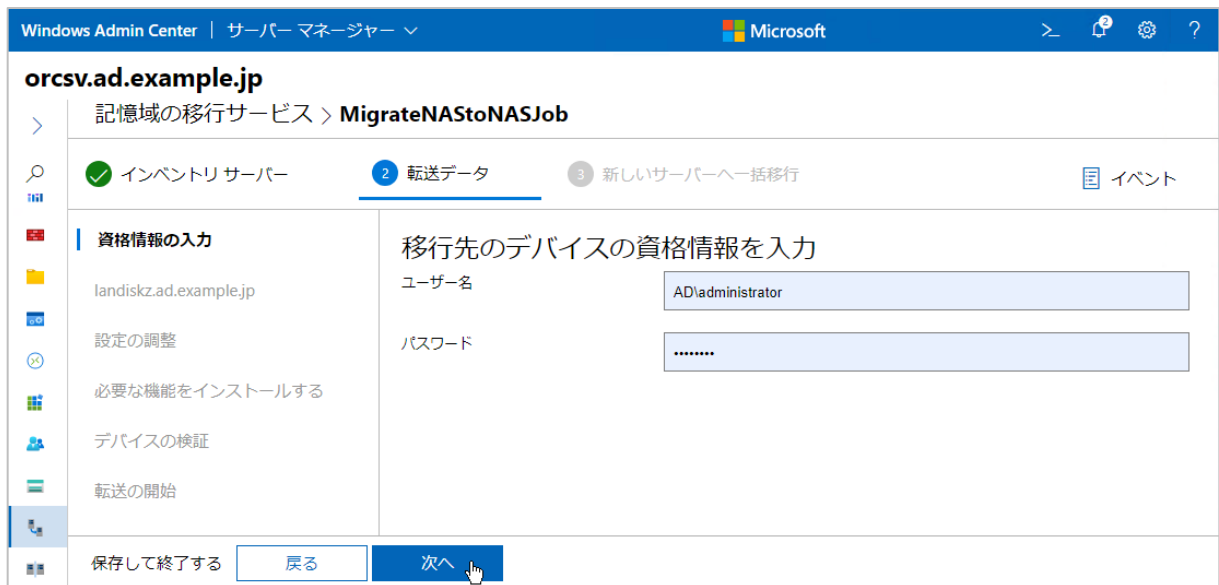 Windows Admin Center | サーバー マネージャー Microsoft >_ 2 ?
orcsv.ad.example.jp
記憶域の移行サービス > MigrateNAStoNASJob
インベントリ サーバー 2 転送データ 3 新しいサーバーへ一括移行 イベント
資格情報の入力
landiskz.ad.example.jp
設定の調整
必要な機能をインストールする
デバイスの検証
転送の開始
移行先のデバイスの資格情報を入力
ユーザー名 AD\administrator
パスワード ••••••••
保存して終了する 戻る 次へ